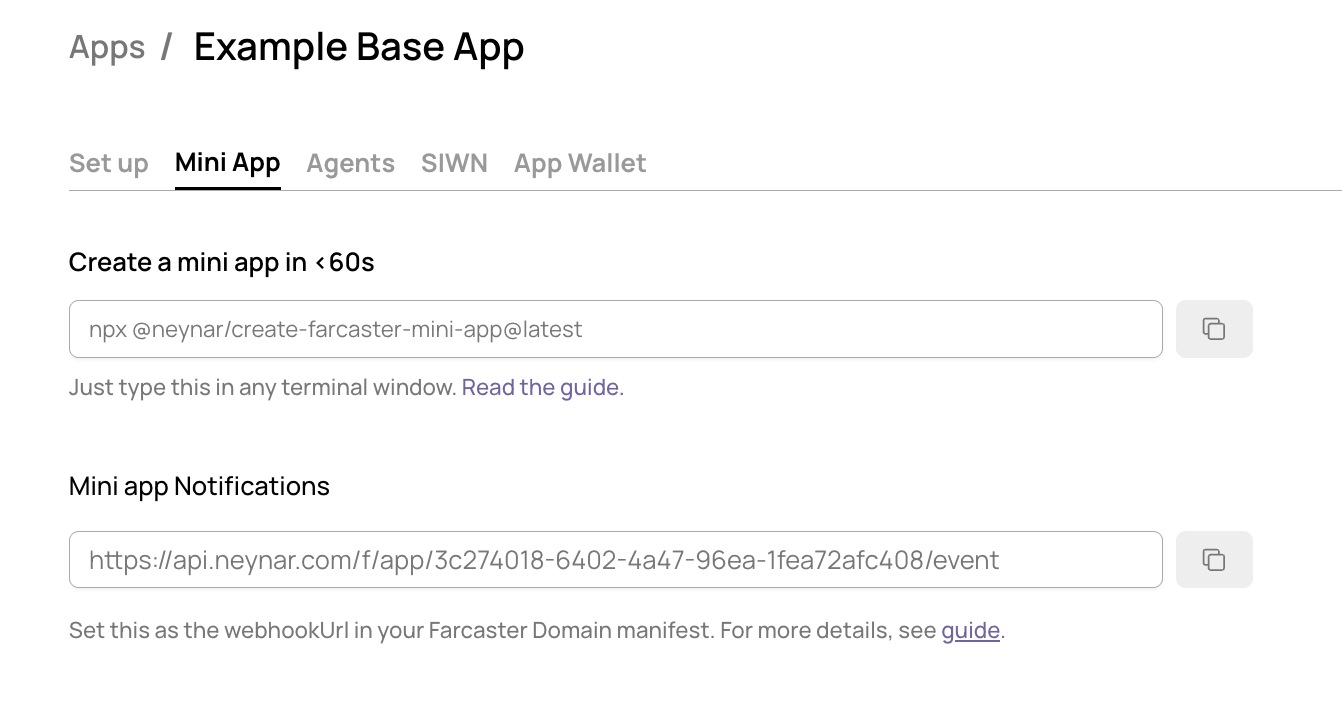 Apps / Example Base App
Set up Mini App Agents SIWN App Wallet
Create a mini app in <60s
npx @neynar/create-farcaster-mini-app@latest
Just type this in any terminal window. Read the guide.
Mini app Notifications
https://api.neynar.com/f/app/3c274018-6402-4a47-96ea-1fea72afc408/event
Set this as the webhookUrl in your Farcaster Domain manifest. For more details, see guide.